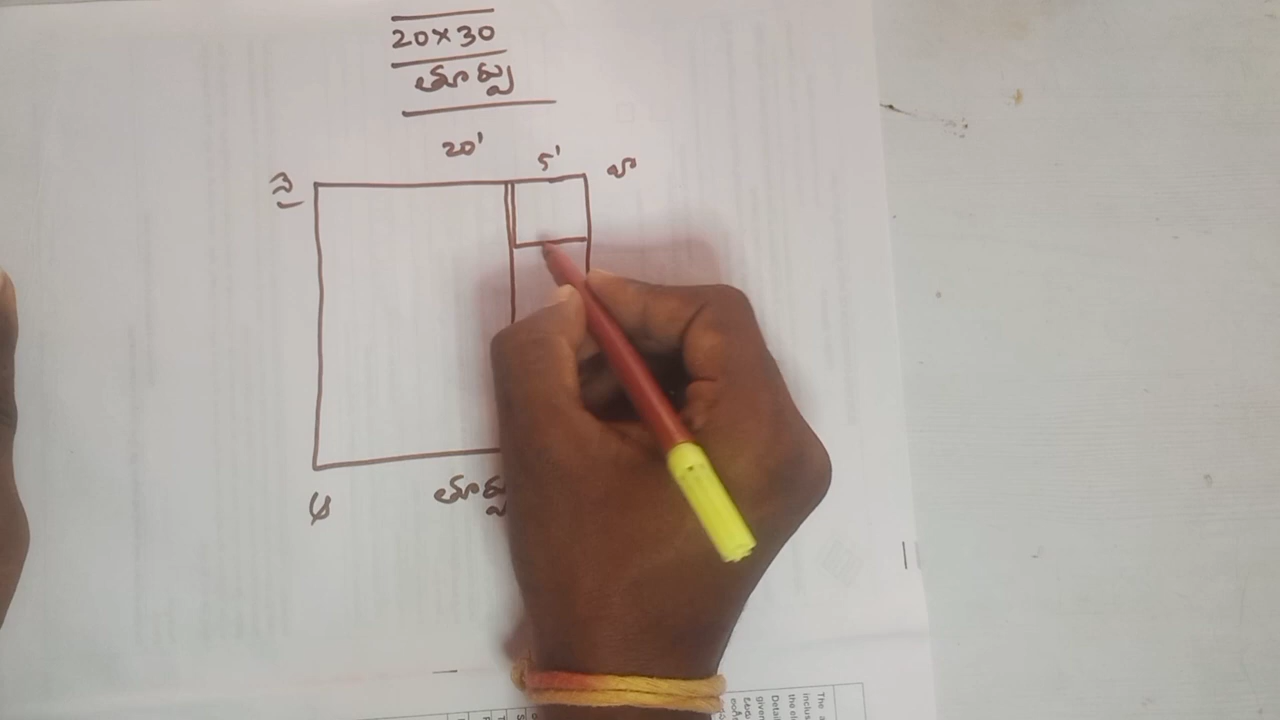 20×30
తూర్పు
20'
5'
నై
వా
ఆ
తూర్పు